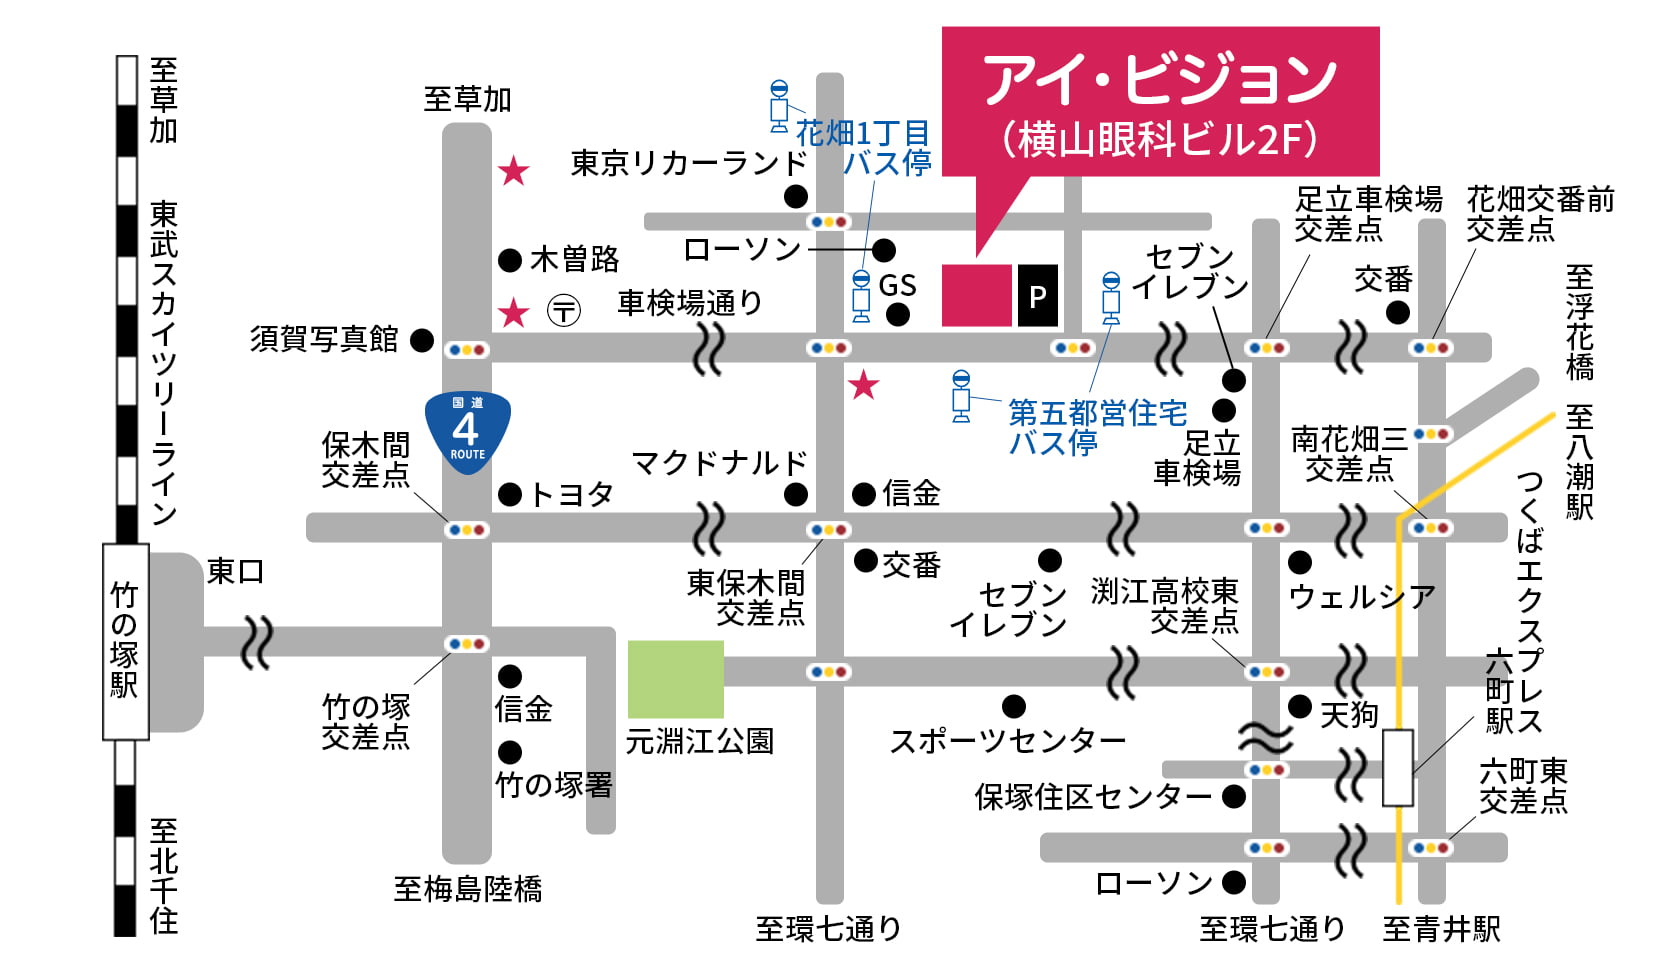 アイ・ビジョン
(横山眼科ビル2F)
至草加
東武スカイツリーライン
竹の塚駅
至北千住
東口
至草加
木曽路
〒
須賀写真館
車検場通り
国道
4
ROUTE
保木間
交差点
トヨタ
竹の塚
交差点
信金
竹の塚署
至梅島陸橋
元淵江公園
花畑1丁目
バス停
東京リカーランド
ローソン
GS
P
マクドナルド
信金
東保木間
交差点
交番
セブン
イレブン
スポーツセンター
至環七通り
第五都営住宅
バス停
セブン
イレブン
足立
車検場
足立車検場
交差点
花畑交番前
交差点
交番
至浮花橋
至八潮駅
つくばエクスプレス
南花畑三
交差点
ウェルシア
渕江高校東
交差点
天狗
六町駅
保塚住区センター
六町東
交差点
ローソン
至環七通り
至青井駅